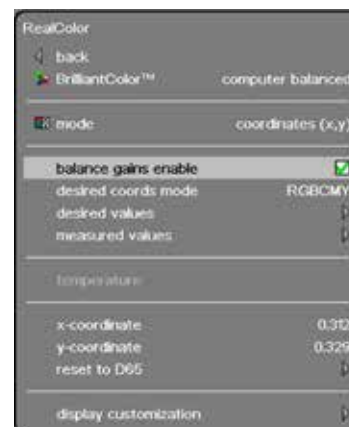 RealColor
back
BrilliantColor™ computer balanced
mode coordinates (x,y)
balance gains enable
desired coords mode RGBCMY
desired values
measured values
temperature
x-coordinate 0.312
y-coordinate 0.329
reset to D65
display customization